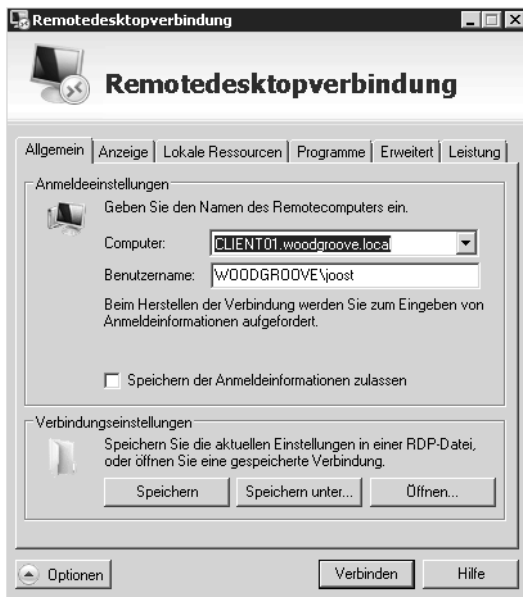 Remotedesktopverbindung
Remotedesktopverbindung
Allgemein Anzeige Lokale Ressourcen Programme Erweitert Leistung
Anmeldeeinstellungen
Geben Sie den Namen des Remotecomputers ein.
Computer: CLIENT01.woodgroove.local
Benutzername: WOODGROOVE\joost
Beim Herstellen der Verbindung werden Sie zum Eingeben von
Anmeldeinformationen aufgefordert.
Speichern der Anmeldeinformationen zulassen
Verbindungseinstellungen
Speichern Sie die aktuellen Einstellungen in einer RDP-Datei,
oder öffnen Sie eine gespeicherte Verbindung.
Speichern Speichern unter... Öffnen...
Optionen Verbinden Hilfe